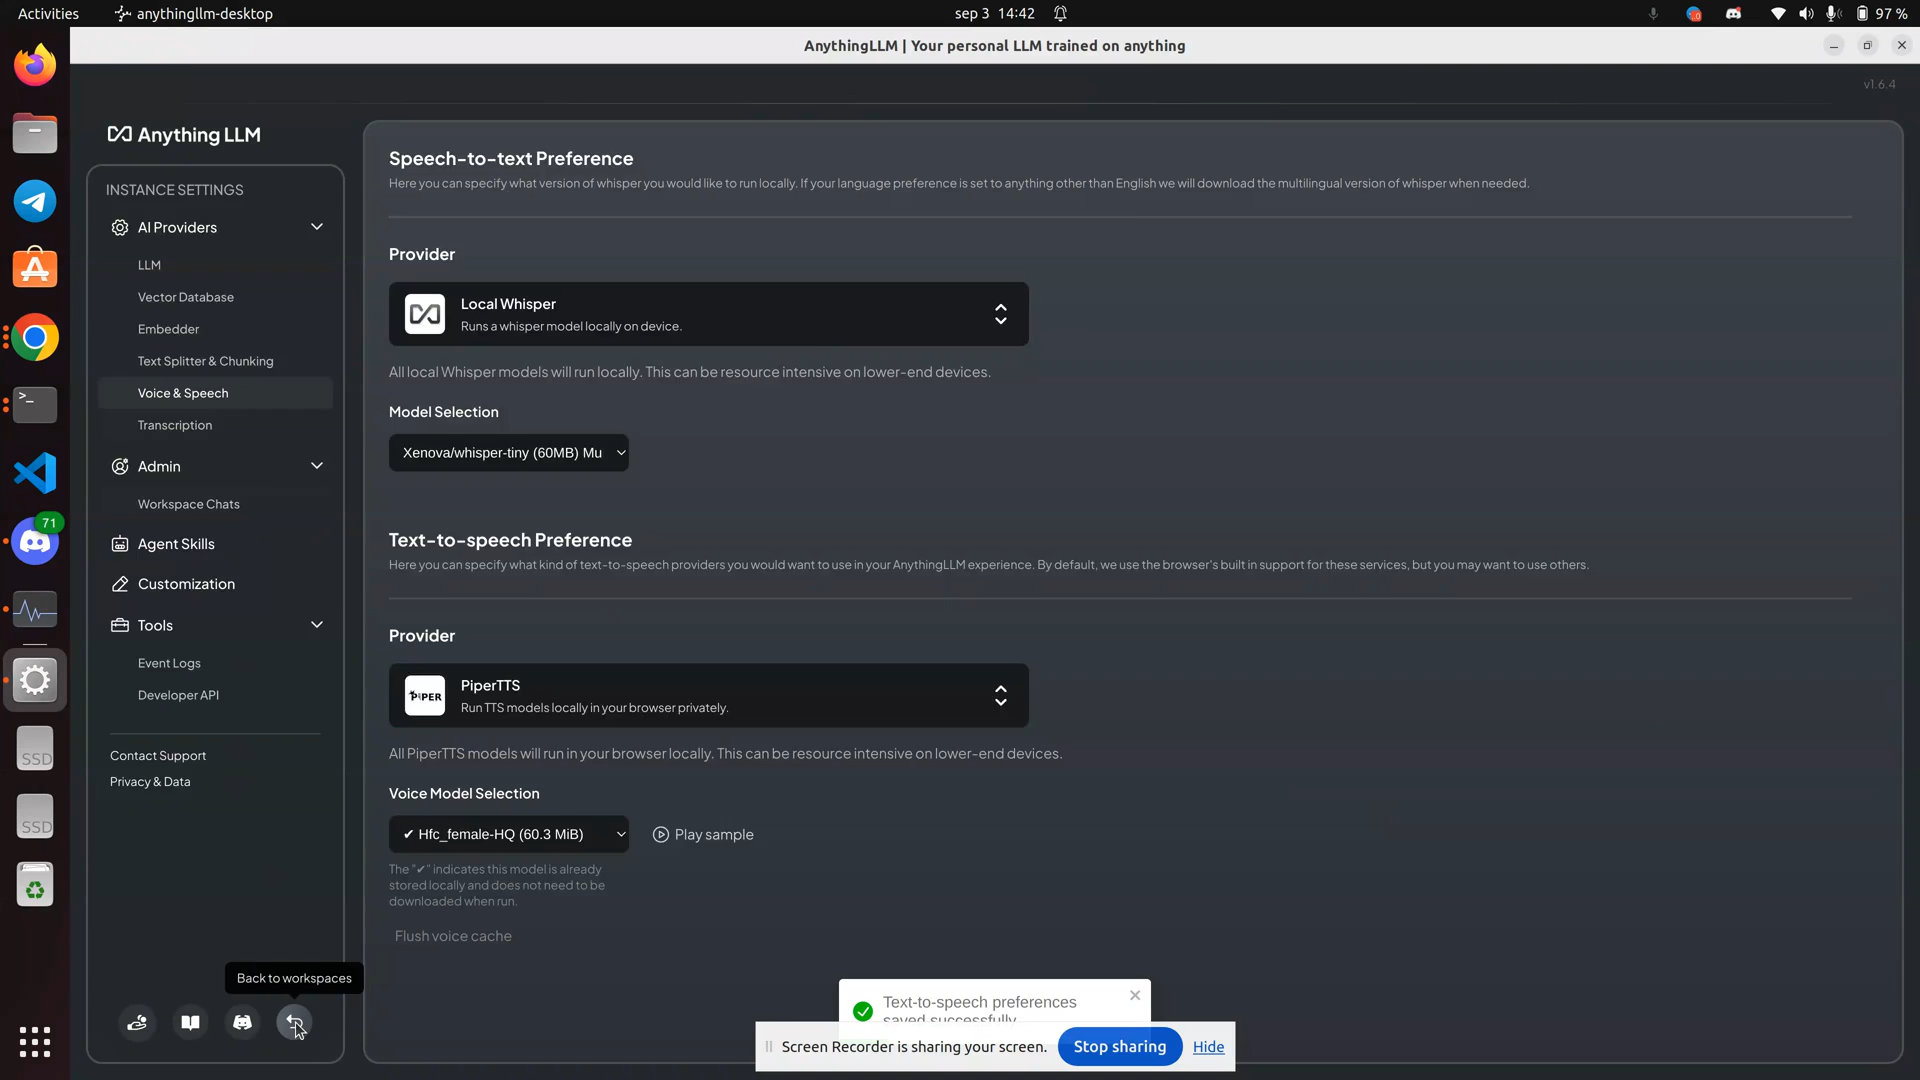 Activities
anythingllm-desktop
sep 3 14:42
97 %
AnythingLLM | Your personal LLM trained on anything
v1.6.4
Anything LLM
INSTANCE SETTINGS
AI Providers
LLM
Vector Database
Embedder
Text Splitter & Chunking
Voice & Speech
Transcription
Admin
Workspace Chats
Agent Skills
Customization
Tools
Event Logs
Developer API
Contact Support
Privacy & Data
Back to workspaces
71
SSD
SSD
Speech-to-text Preference
Here you can specify what version of whisper you would like to run locally. If your language preference is set to anything other than English we will download the multilingual version of whisper when needed.
Provider
Local Whisper
Runs a whisper model locally on device.
All local Whisper models will run locally. This can be resource intensive on lower-end devices.
Model Selection
Xenova/whisper-tiny (60MB) Mu
Text-to-speech Preference
Here you can specify what kind of text-to-speech providers you would want to use in your AnythingLLM experience. By default, we use the browser's built in support for these services, but you may want to use others.
Provider
PIPER
PiperTTS
Run TTS models locally in your browser privately.
All PiperTTS models will run in your browser locally. This can be resource intensive on lower-end devices.
Voice Model Selection
✔ Hfc_female-HQ (60.3 MiB)
Play sample
The "✔" indicates this model is already
stored locally and does not need to be
downloaded when run.
Flush voice cache
Text-to-speech preferences
saved successfully
Screen Recorder is sharing your screen.
Stop sharing
Hide